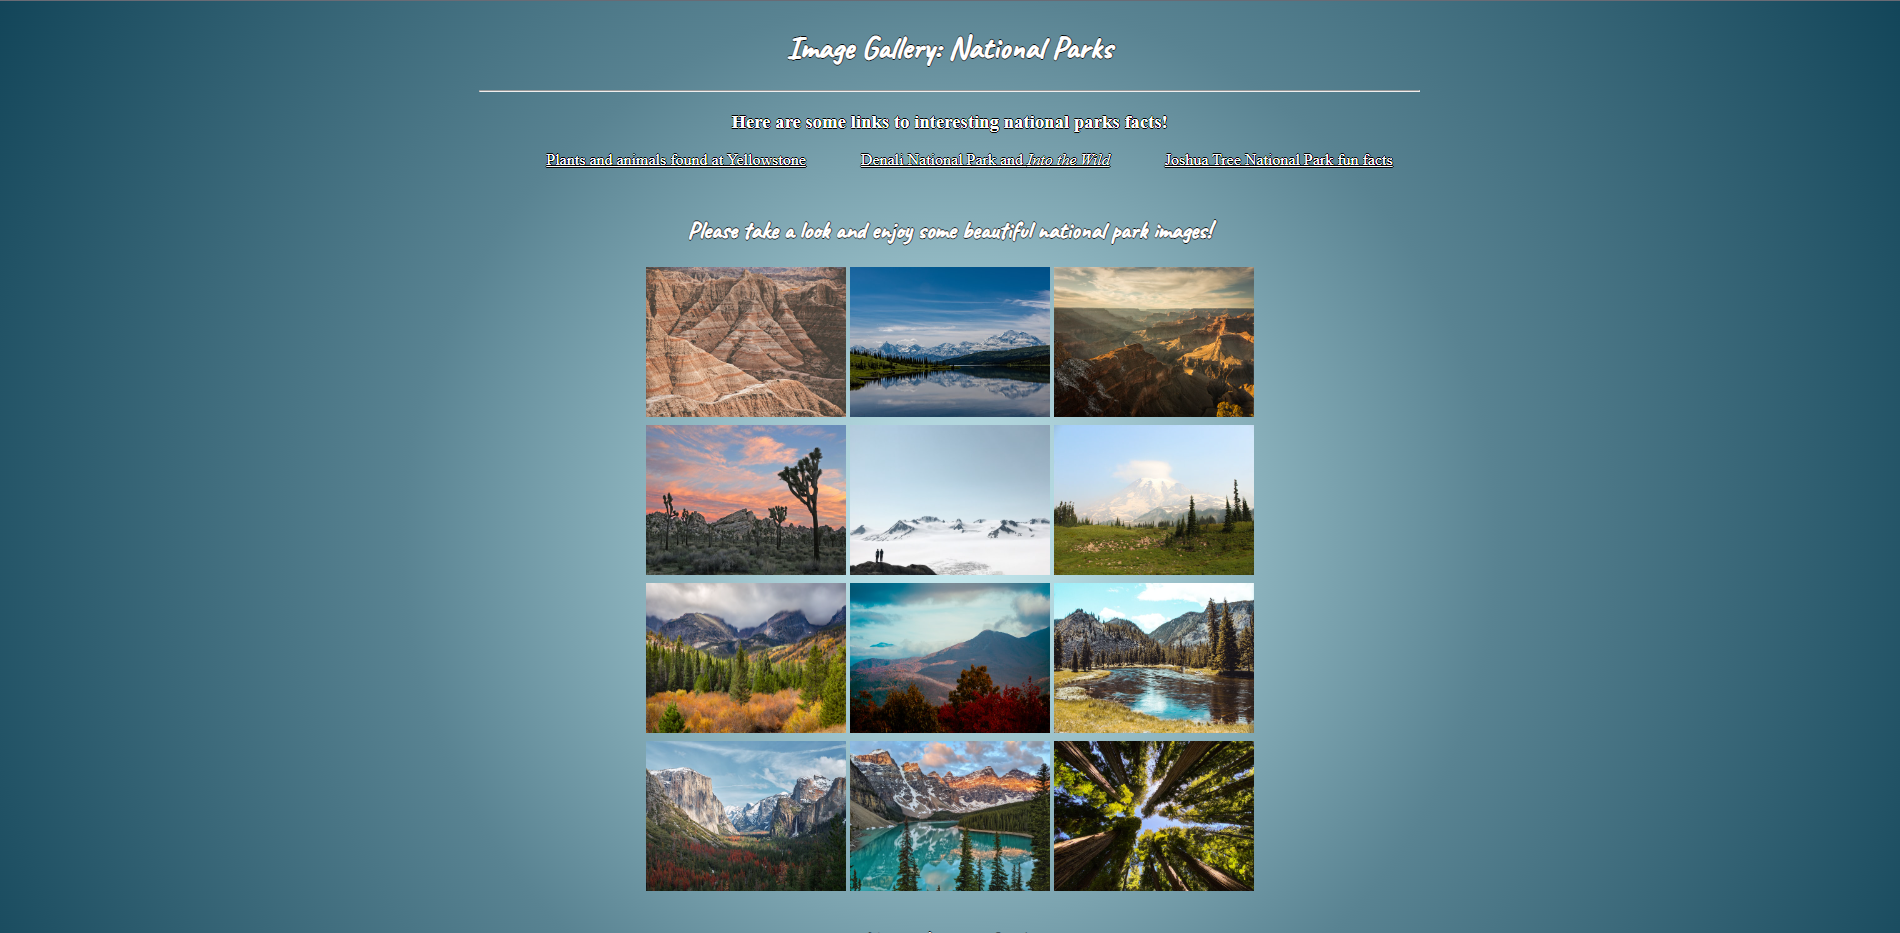 Image Gallery: National Parks
Here are some links to interesting national parks facts!
Plants and animals found at Yellowstone Denali National Park and Into the Wild Joshua Tree National Park fun facts
Please take a look and enjoy some beautiful national park images!